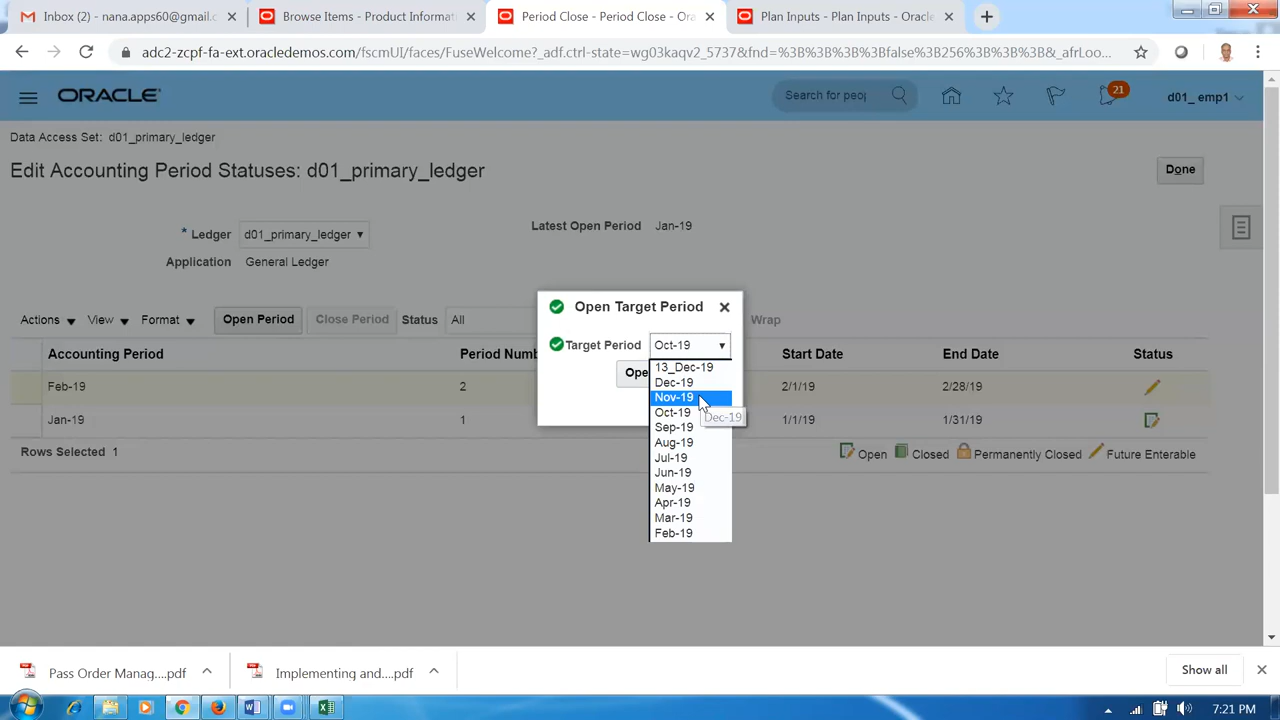 Inbox (2) - nana.apps60@gmail.c
Browse Items - Product Informati
Period Close - Period Close - Ora
Plan Inputs - Plan Inputs - Oracl
adc2-zcpf-fa-ext.oracledemos.com/fscmUI/faces/FuseWelcome?_adf.ctrl-state=wg03kaqv2_5737&fnd=%3B%3B%3B%3Bfalse%3B256%3B%3B%3B&_afrLoo...
ORACLE
Search for peop
21
d01_ emp1
Data Access Set: d01_primary_ledger
Edit Accounting Period Statuses: d01_primary_ledger
Done
* Ledger d01_primary_ledger
Latest Open Period Jan-19
Application General Ledger
Open Target Period
Actions View Format Open Period Close Period Status All Wrap
Target Period Oct-19
Accounting Period Period Numb Start Date End Date Status
13_Dec-19
Ope
Dec-19
Feb-19 2 2/1/19 2/28/19
Nov-19
Oct-19
Dec-19
Jan-19 1 1/1/19 1/31/19
Sep-19
Aug-19
Rows Selected 1
Open Closed Permanently Closed Future Enterable
Jul-19
Jun-19
May-19
Apr-19
Mar-19
Feb-19
Pass Order Manag....pdf
Implementing and....pdf
Show all
7:21 PM